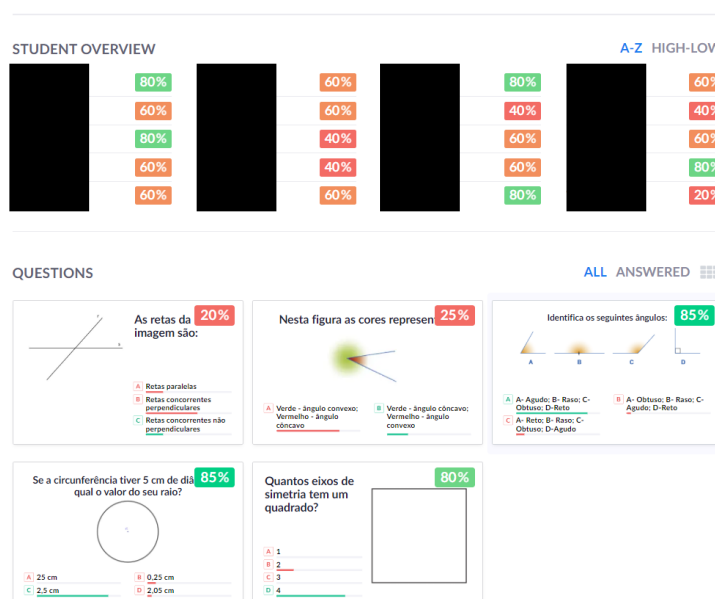 STUDENT OVERVIEW
A-Z HIGH-LOW
80% 60% 80% 60%
60% 60% 40% 40%
80% 40% 60% 60%
60% 40% 60% 80%
60% 60% 80% 20%
QUESTIONS
ALL ANSWERED
As retas da
imagem são:
20%
A Retas paralelas
B Retas concorrentes
perpendiculares
C Retas concorrentes não
perpendiculares
Nesta figura as cores represen
25%
A Verde - ângulo convexo;
Vermelho - ângulo
côncavo
B Verde - ângulo côncavo;
Vermelho - ângulo
convexo
Identifica os seguintes ângulos:
85%
A B C D
A A- Agudo; B- Raso; C-
Obtuso; D-Reto
B A- Obtuso; B- Raso; C-
Agudo; D-Reto
C A- Reto; B- Raso; C-
Obtuso; D-Agudo
Se a circunferência tiver 5 cm de diâ
qual o valor do seu raio?
85%
A 25 cm
B 0,25 cm
C 2,5 cm
D 2,05 cm
Quantos eixos de
simetria tem um
quadrado?
80%
A 1
B 2
C 3
D 4